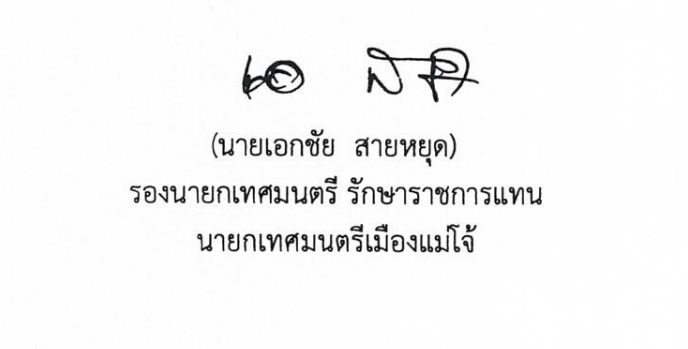 (นายเอกชัย  สายหยุด)
รองนายกเทศมนตรี รักษาราชการแทน
นายกเทศมนตรีเมืองแม่โจ้